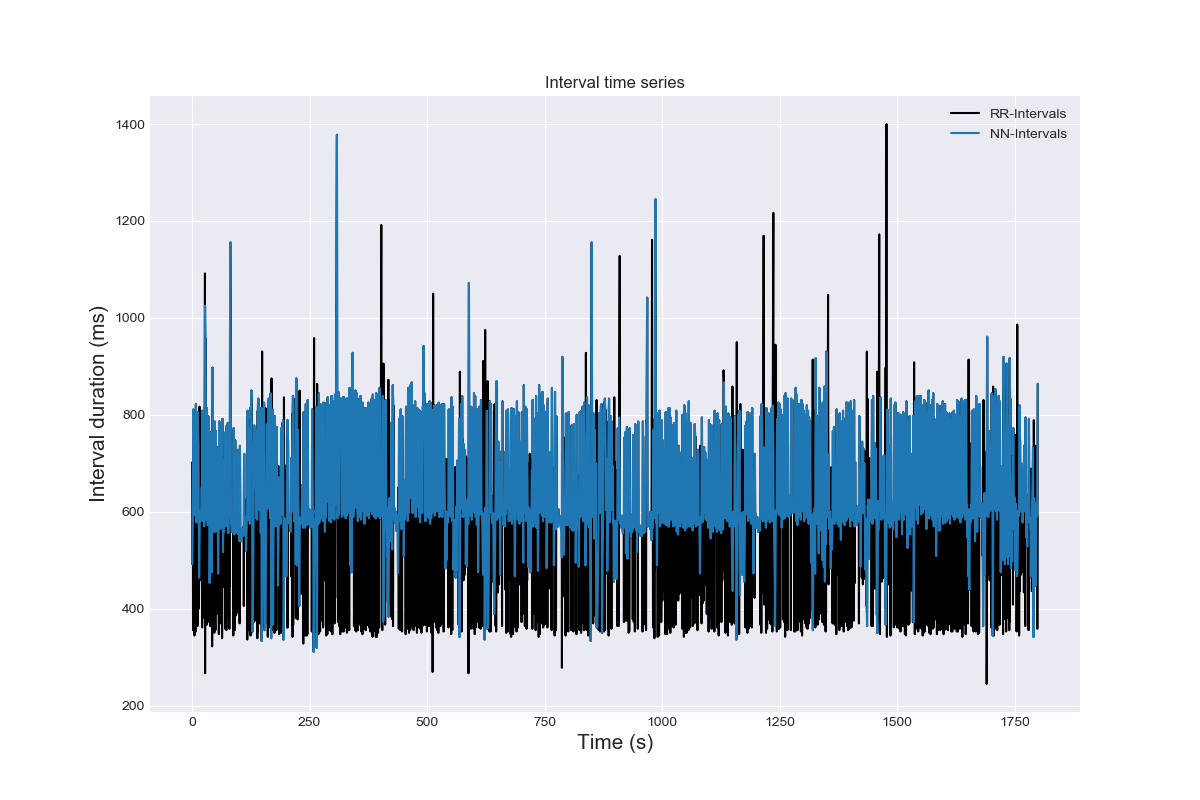 Interval time series
1400
1200
1000
800
600
400
200
Interval duration (ms)
RR-Intervals
NN-Intervals
0 250 500 750 1000 1250 1500 1750
Time (s)